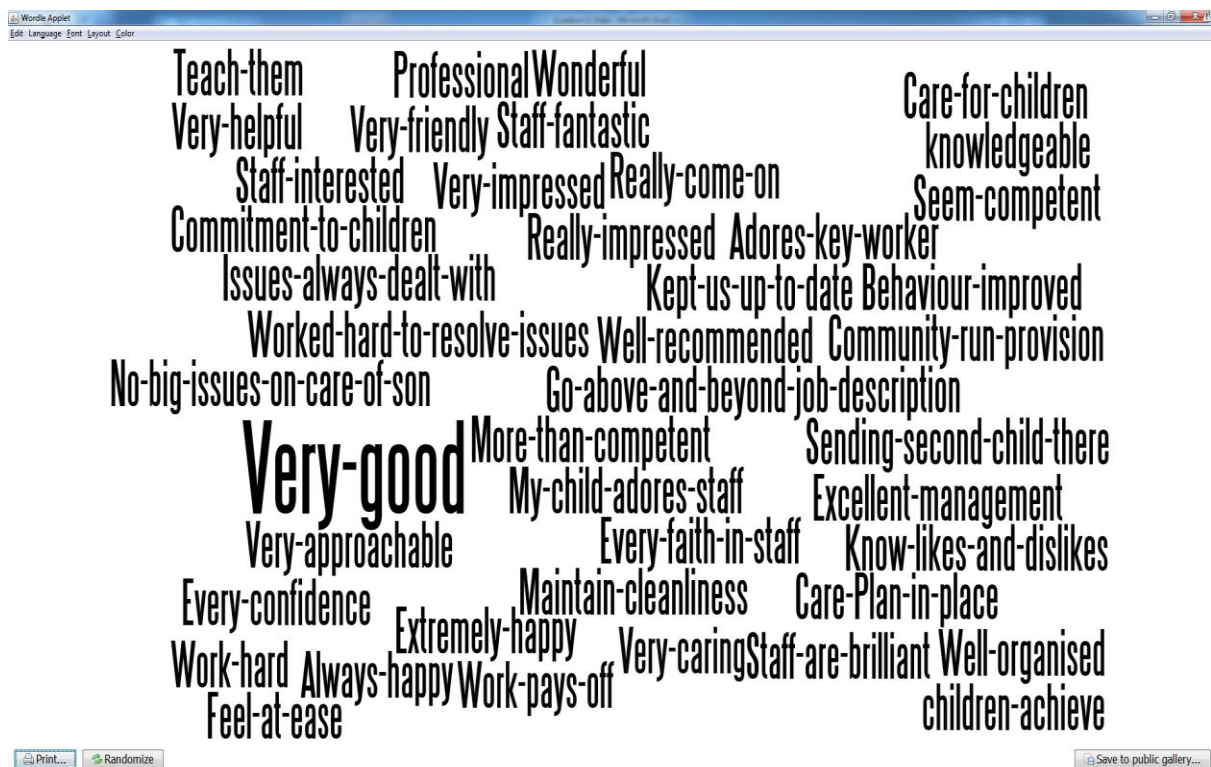 Wordle Applet
Edit Language Font Layout Color
Teach-them Professional Wonderful
Care-for-children
Very-helpful Very-friendly Staff-fantastic
knowledgeable
Staff-interested Very-impressed Really-come-on
Seem-competent
Commitment-to-children Really-impressed Adores-key-worker
Issues-always-dealt-with Kept-us-up-to-date Behaviour-improved
Worked-hard-to-resolve-issues Well-recommended Community-run-provision
No-big-issues-on-care-of-son Go-above-and-beyond-job-description
Very-good More-than-competent Sending-second-child-there
My-child-adores-staff Excellent-management
Very-approachable Every-faith-in-staff Know-likes-and-dislikes
Every-confidence Maintain-cleanliness Care-Plan-in-place
Extremely-happy
Work-hard Always-happy Work-pays-off Very-caring Staff-are-brilliant Well-organised
Feel-at-ease children-achieve
Print... Randomize Save to public gallery...